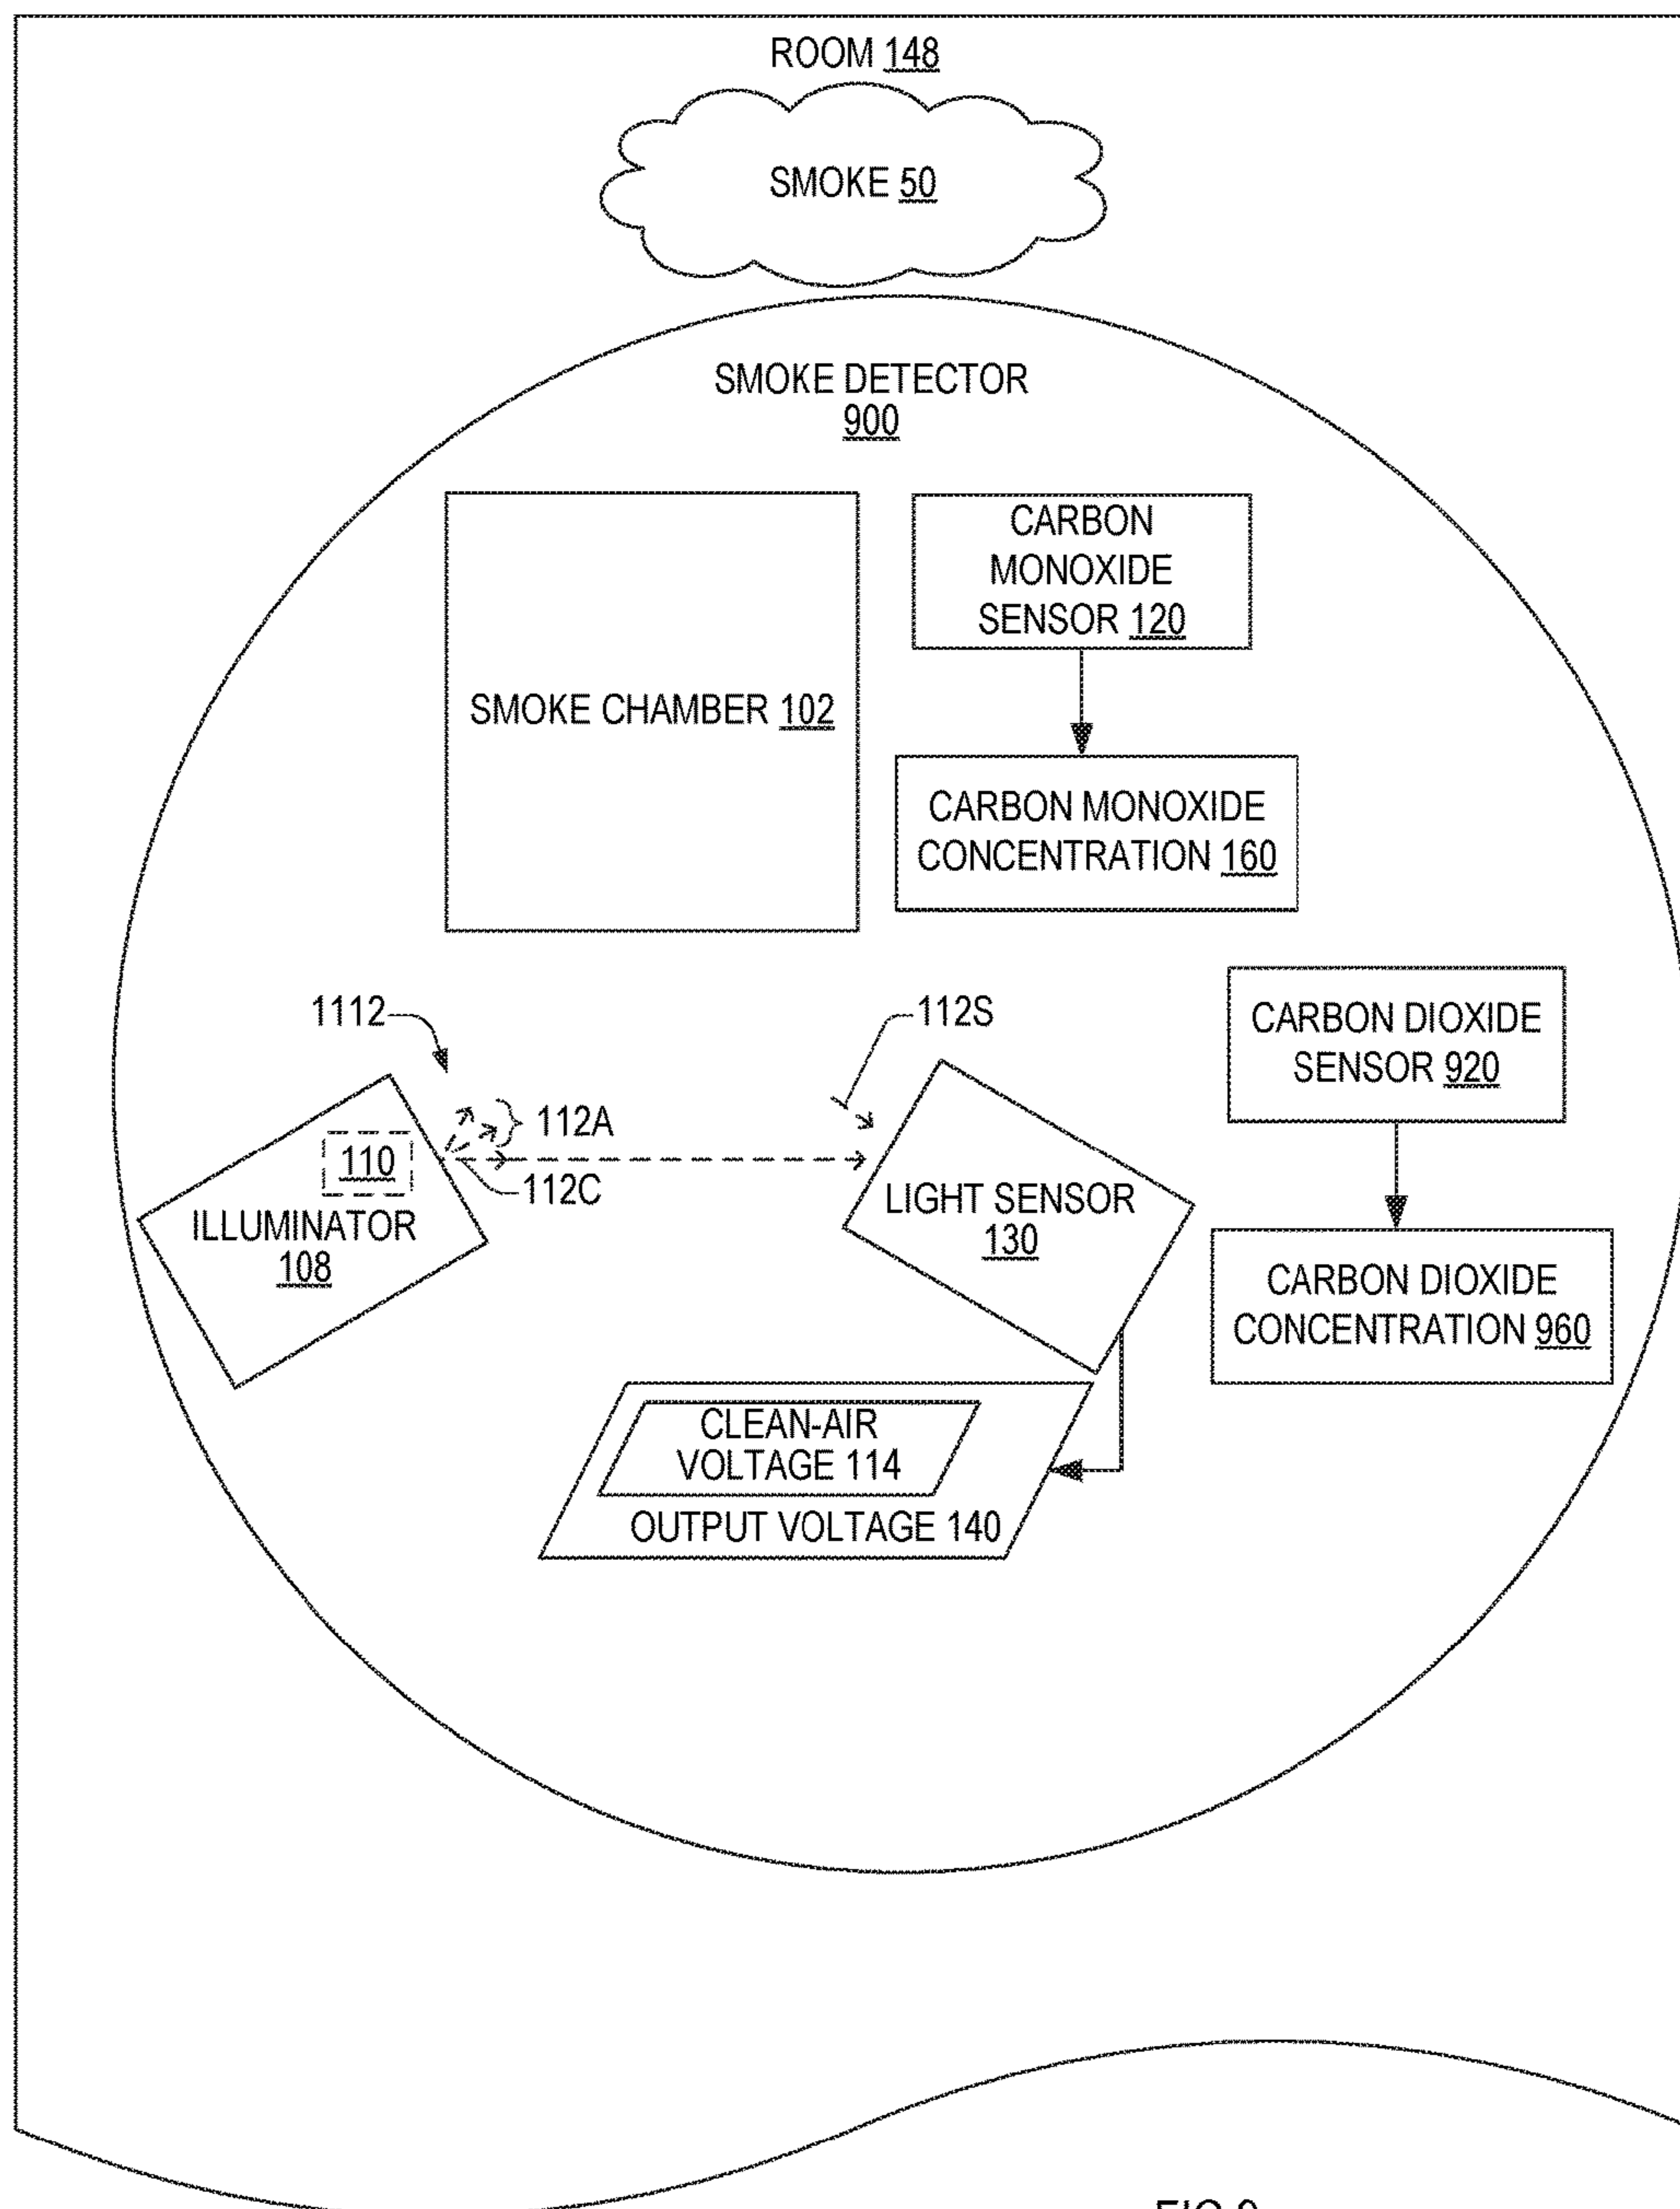 ROOM 148
SMOKE 50
SMOKE DETECTOR
900
CARBON
MONOXIDE
SENSOR 120
SMOKE CHAMBER 102
CARBON MONOXIDE
CONCENTRATION 160
1112
112S
CARBON DIOXIDE
SENSOR 920
112A
110
112C
ILLUMINATOR
108
LIGHT SENSOR
130
CARBON DIOXIDE
CONCENTRATION 960
CLEAN-AIR
VOLTAGE 114
OUTPUT VOLTAGE 140